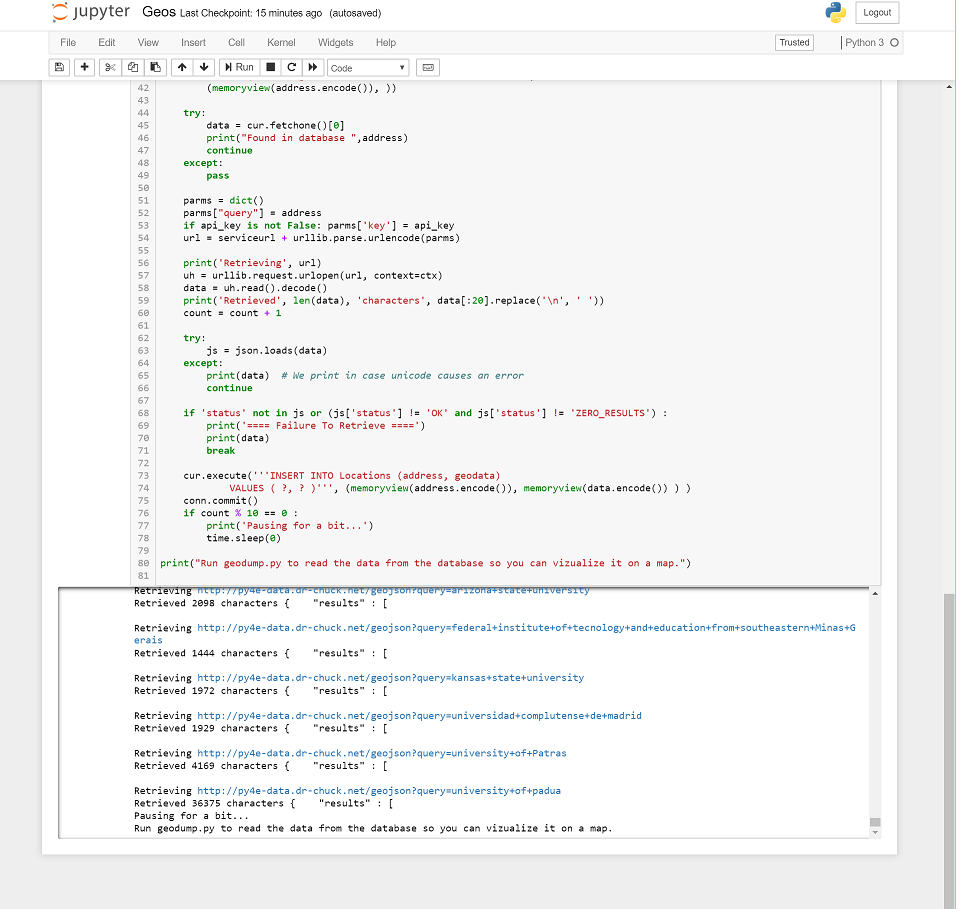 jupyter Geos Last Checkpoint: 15 minutes ago (autosaved)
Logout
File Edit View Insert Cell Kernel Widgets Help
Trusted
Python 3
Run
Code
42 (memoryview(address.encode()), ))
43
44 try:
45 data = cur.fetchone()[0]
46 print("Found in database ",address)
47 continue
48 except:
49 pass
50
51 parms = dict()
52 parms["query"] = address
53 if api_key is not False: parms['key'] = api_key
54 url = serviceurl + urllib.parse.urlencode(parms)
55
56 print('Retrieving', url)
57 uh = urllib.request.urlopen(url, context=ctx)
58 data = uh.read().decode()
59 print('Retrieved', len(data), 'characters', data[:20].replace('\n', ' '))
60 count = count + 1
61
62 try:
63 js = json.loads(data)
64 except:
65 print(data) # We print in case unicode causes an error
66 continue
67
68 if 'status' not in js or (js['status'] != 'OK' and js['status'] != 'ZERO_RESULTS') :
69 print('==== Failure To Retrieve ====')
70 print(data)
71 break
72
73 cur.execute('''INSERT INTO Locations (address, geodata)
74 VALUES ( ?, ? )''', (memoryview(address.encode()), memoryview(data.encode()) ) )
75 conn.commit()
76 if count % 10 == 0 :
77 print('Pausing for a bit...')
78 time.sleep(0)
79
80 print("Run geodump.py to read the data from the database so you can vizualize it on a map.")
81
Retrieving http://py4e-data.dr-chuck.net/geojson?query=arizona+state+university
Retrieved 2098 characters { "results" : [
Retrieving http://py4e-data.dr-chuck.net/geojson?query=federal+institute+of+tecnology+and+education+from+southeastern+Minas+G
erais
Retrieved 1444 characters { "results" : [
Retrieving http://py4e-data.dr-chuck.net/geojson?query=kansas+state+university
Retrieved 1972 characters { "results" : [
Retrieving http://py4e-data.dr-chuck.net/geojson?query=universidad+complutense+de+madrid
Retrieved 1929 characters { "results" : [
Retrieving http://py4e-data.dr-chuck.net/geojson?query=university+of+Patras
Retrieved 4169 characters { "results" : [
Retrieving http://py4e-data.dr-chuck.net/geojson?query=university+of+padua
Retrieved 36375 characters { "results" : [
Pausing for a bit...
Run geodump.py to read the data from the database so you can vizualize it on a map.